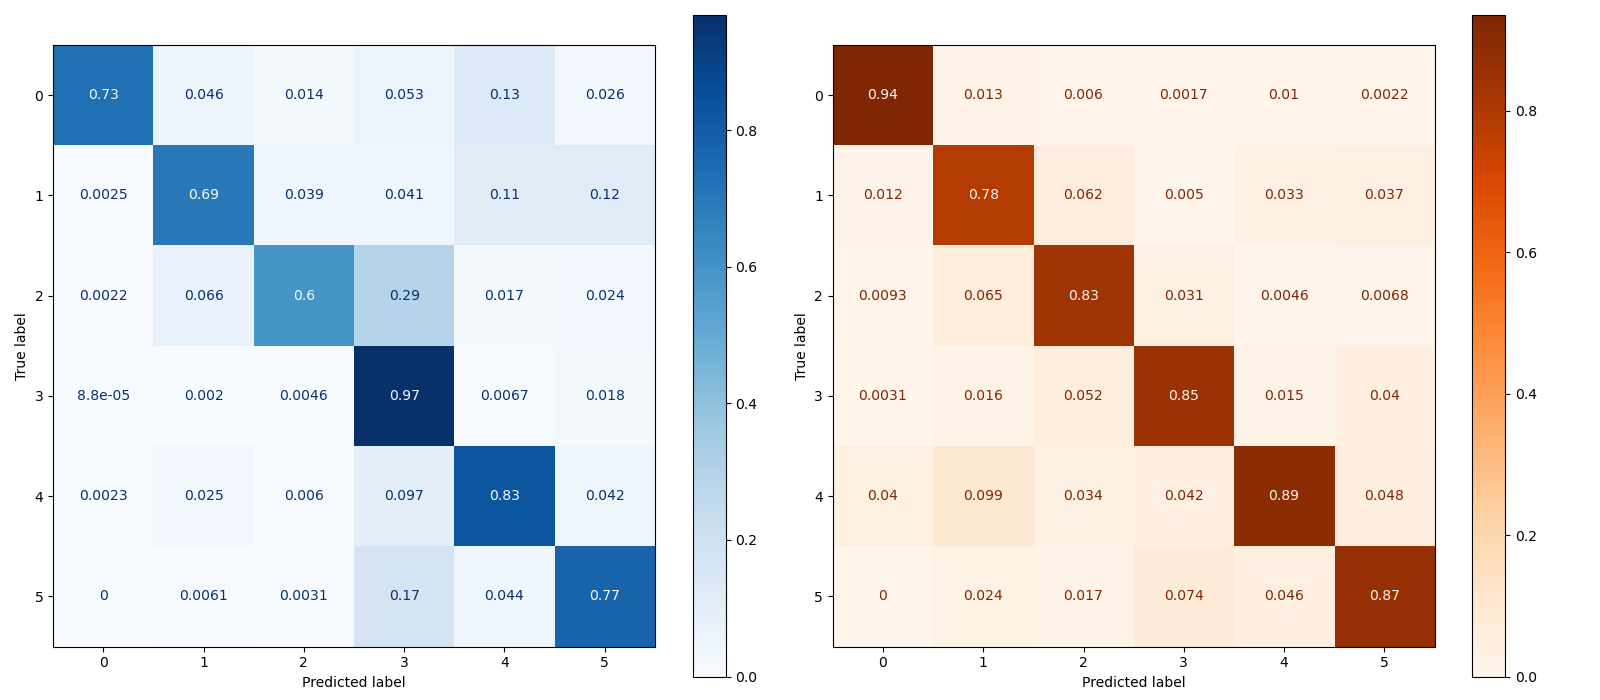 0 0.73 0.046 0.014 0.053 0.13 0.026
1 0.0025 0.69 0.039 0.041 0.11 0.12
2 0.0022 0.066 0.6 0.29 0.017 0.024
3 8.8e-05 0.002 0.0046 0.97 0.0067 0.018
4 0.0023 0.025 0.006 0.097 0.83 0.042
5 0 0.0061 0.0031 0.17 0.044 0.77
0 1 2 3 4 5
True label
Predicted label
0.8
0.6
0.4
0.2
0.0
0 0.94 0.013 0.006 0.0017 0.01 0.0022
1 0.012 0.78 0.062 0.005 0.033 0.037
2 0.0093 0.065 0.83 0.031 0.0046 0.0068
3 0.0031 0.016 0.052 0.85 0.015 0.04
4 0.04 0.099 0.034 0.042 0.89 0.048
5 0 0.024 0.017 0.074 0.046 0.87
0 1 2 3 4 5
True label
Predicted label
0.8
0.6
0.4
0.2
0.0